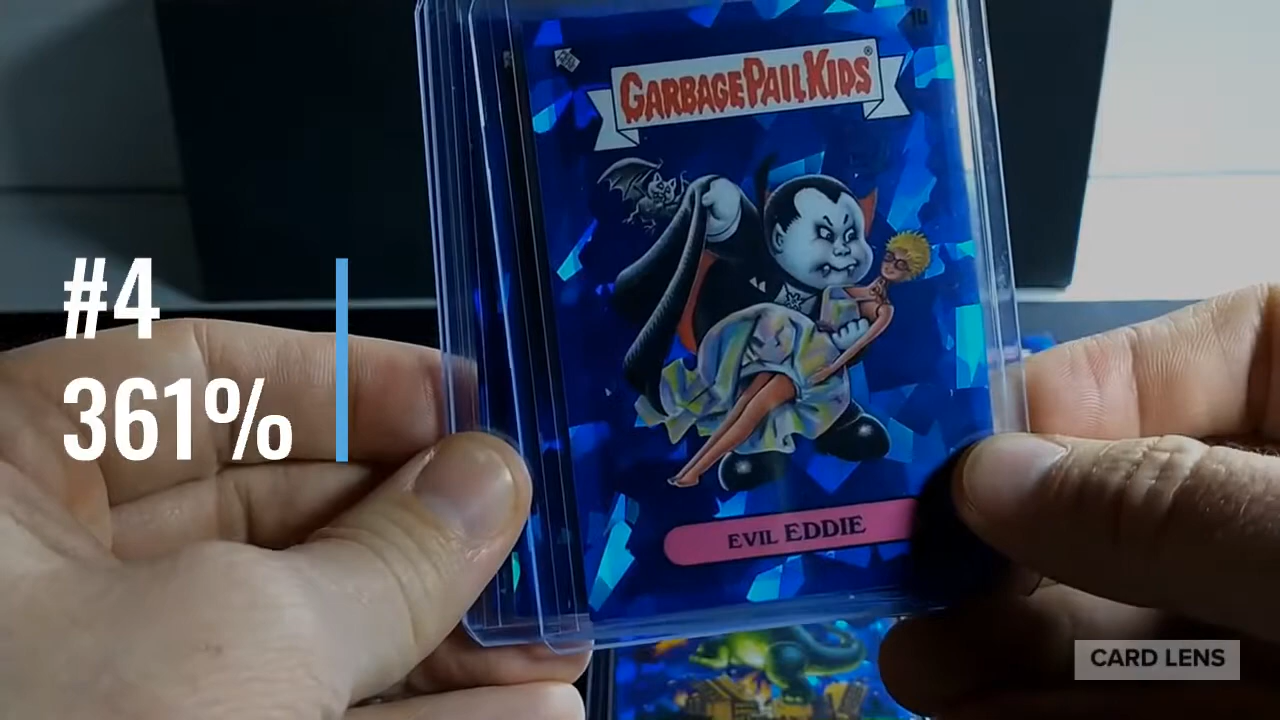 GARBAGE PAIL KIDS®
#4
361%
EVIL EDDIE
CARD LENS